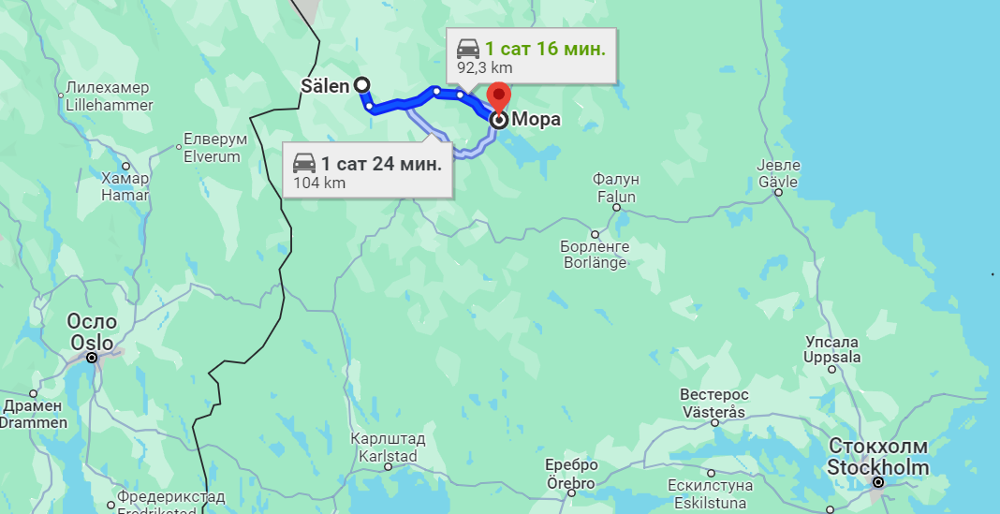 1 сат 16 мин.
92,3 km
Sälen
Мора
Лилехамер
Lillehammer
Елверум
Elverum
1 сат 24 мин.
104 km
Хамар
Hamar
Јевле
Gävle
Фалун
Falun
Борленге
Borlänge
Осло
Oslo
Упсала
Uppsala
Вестерос
Västerås
Драмен
Drammen
Карлштад
Karlstad
Стокхолм
Stockholm
Еребро
Örebro
Ескилстуна
Eskilstuna
Фредерикстад
Fredrikstad